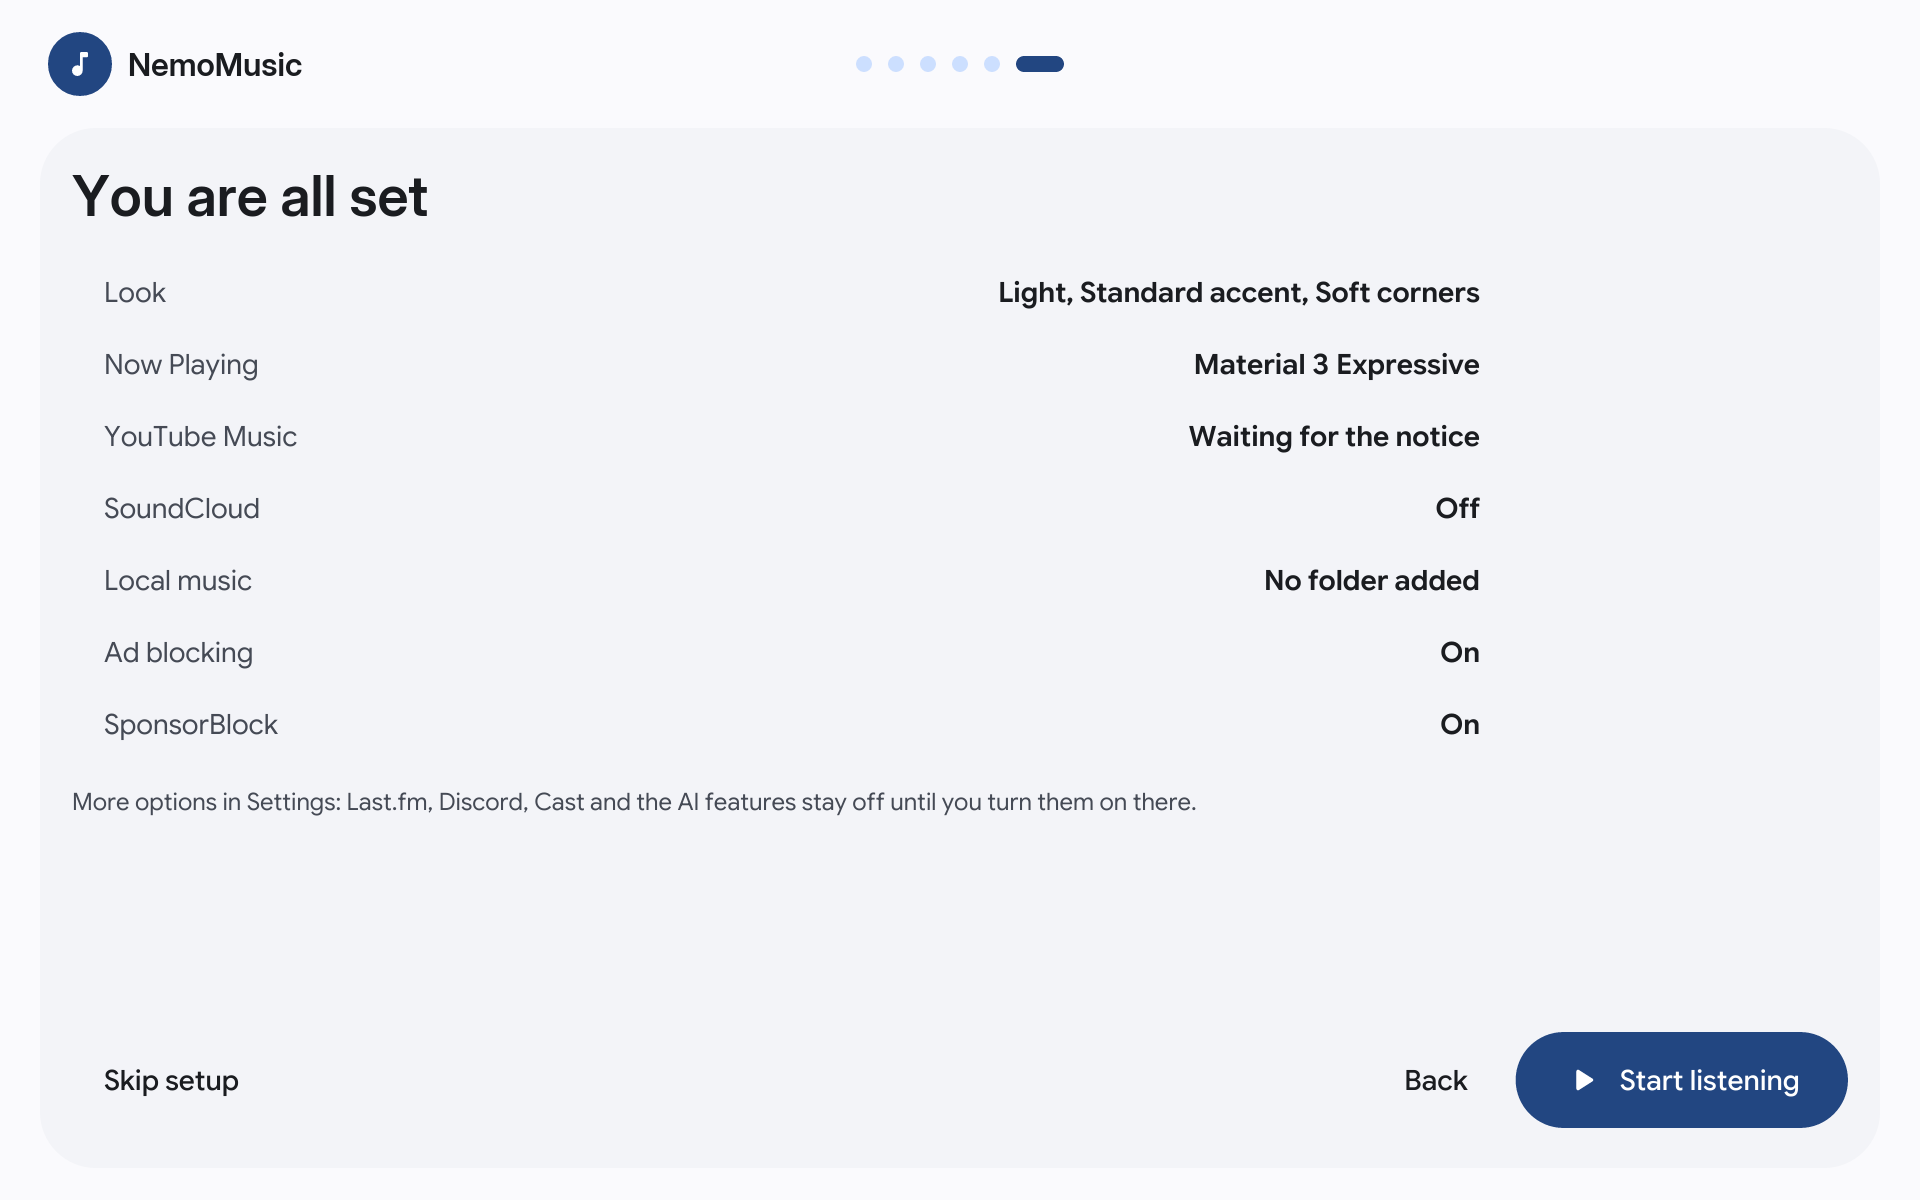 NemoMusic
You are all set
Look Light, Standard accent, Soft corners
Now Playing Material 3 Expressive
YouTube Music Waiting for the notice
SoundCloud Off
Local music No folder added
Ad blocking On
SponsorBlock On
More options in Settings: Last.fm, Discord, Cast and the AI features stay off until you turn them on there.
Skip setup Back Start listening